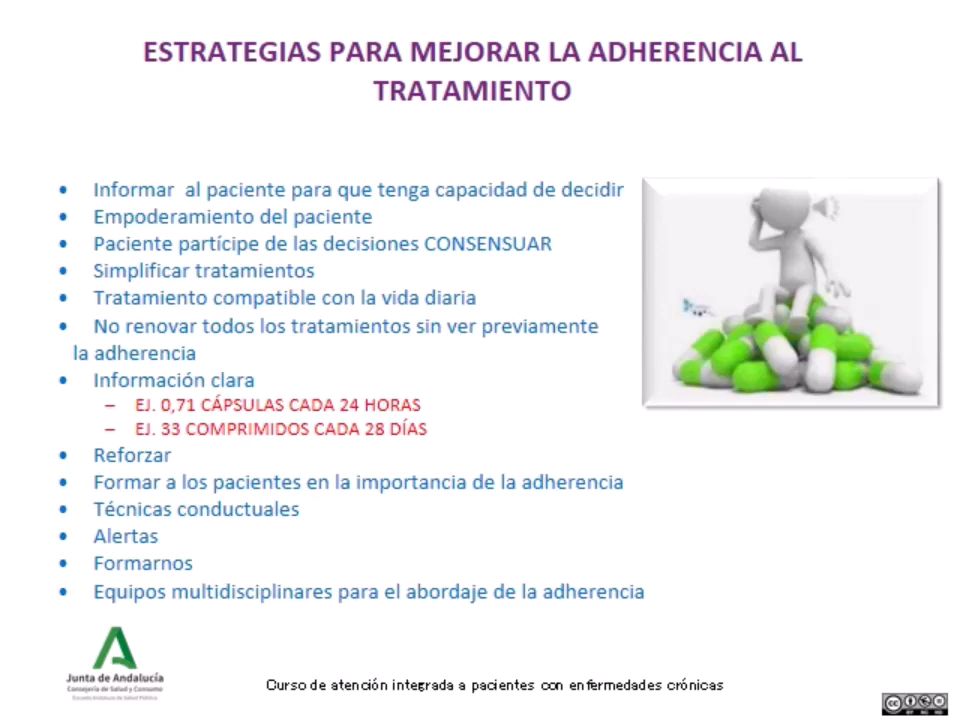 ESTRATEGIAS PARA MEJORAR LA ADHERENCIA AL
TRATAMIENTO
• Informar al paciente para que tenga capacidad de decidir
• Empoderamiento del paciente
• Paciente partícipe de las decisiones CONSENSUAR
• Simplificar tratamientos
• Tratamiento compatible con la vida diaria
• No renovar todos los tratamientos sin ver previamente
la adherencia
• Información clara
– EJ. 0,71 CÁPSULAS CADA 24 HORAS
– EJ. 33 COMPRIMIDOS CADA 28 DÍAS
• Reforzar
• Formar a los pacientes en la importancia de la adherencia
• Técnicas conductuales
• Alertas
• Formarnos
• Equipos multidisciplinares para el abordaje de la adherencia
Junta de Andalucía
Consejería de Salud y Consumo
Escuela Andaluza de Salud Pública
Curso de atención integrada a pacientes con enfermedades crónicas
cc